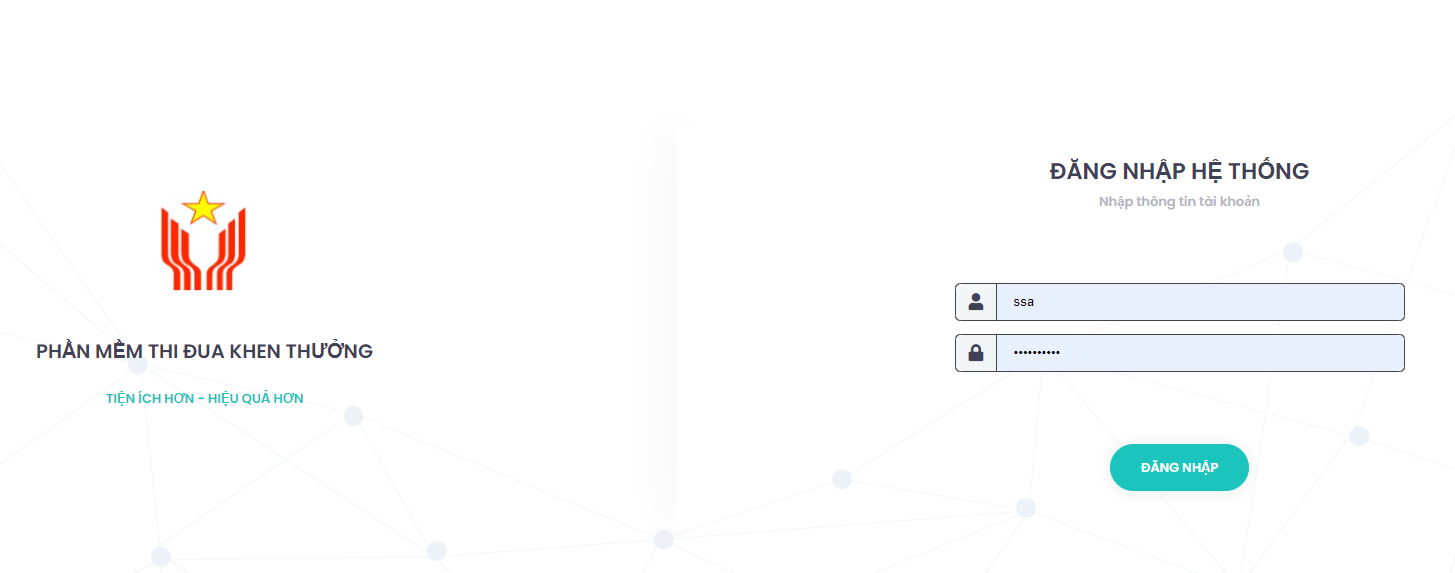 PHẦN MỀM THI ĐUA KHEN THƯỞNG
TIỆN ÍCH HƠN - HIỆU QUẢ HƠN
ĐĂNG NHẬP HỆ THỐNG
Nhập thông tin tài khoản
ssa
••••••••••
ĐĂNG NHẬP